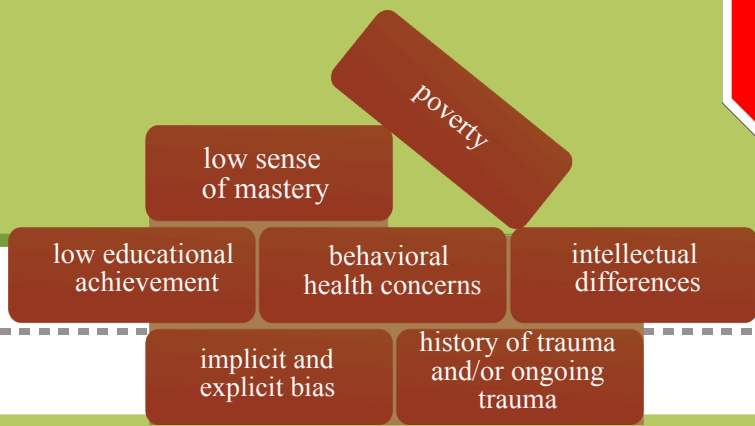 poverty
low sense
of mastery
low educational
achievement
behavioral
health concerns
intellectual
differences
implicit and
explicit bias
history of trauma
and/or ongoing
trauma